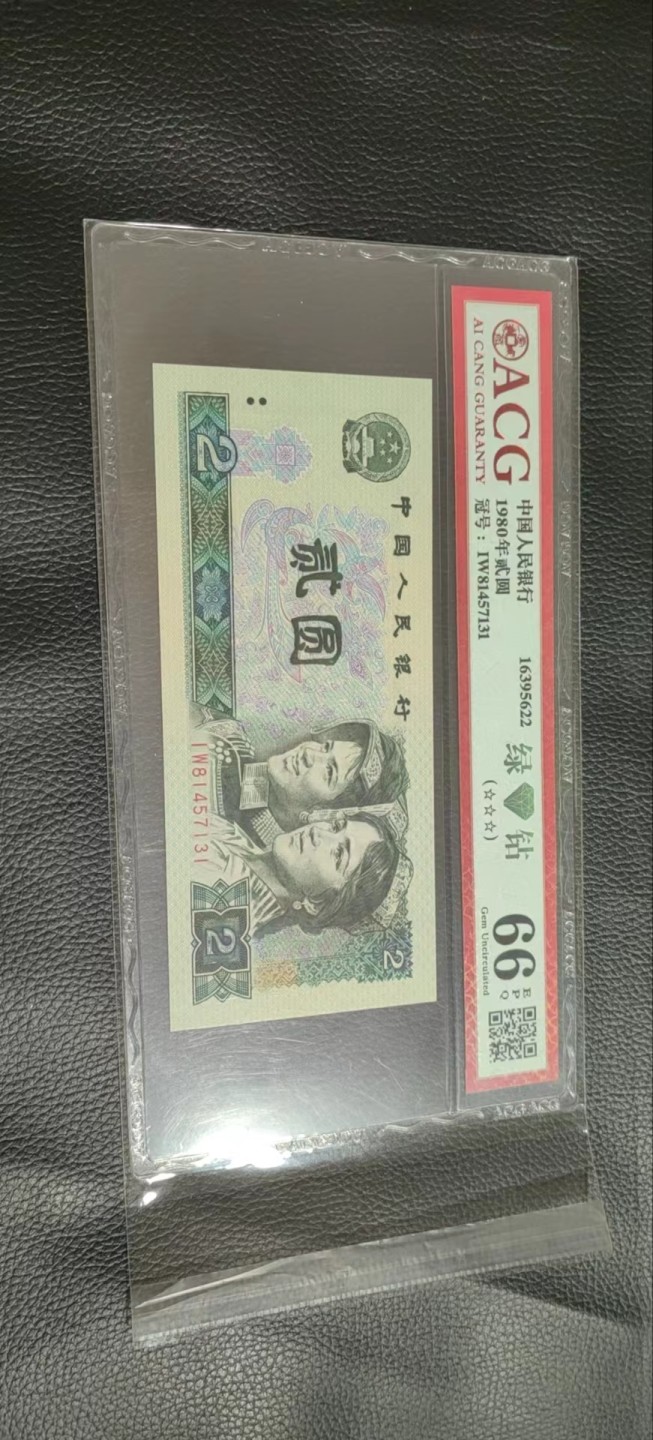 ACG
AI CANG GUARANTY
中国人民银行
1980年贰圆
冠号：IW81457131
16395622
绿 钻
(☆☆☆)
66
EPQ
Gem Uncirculated
中国人民银行
贰圆
2
IW81457131
2
2